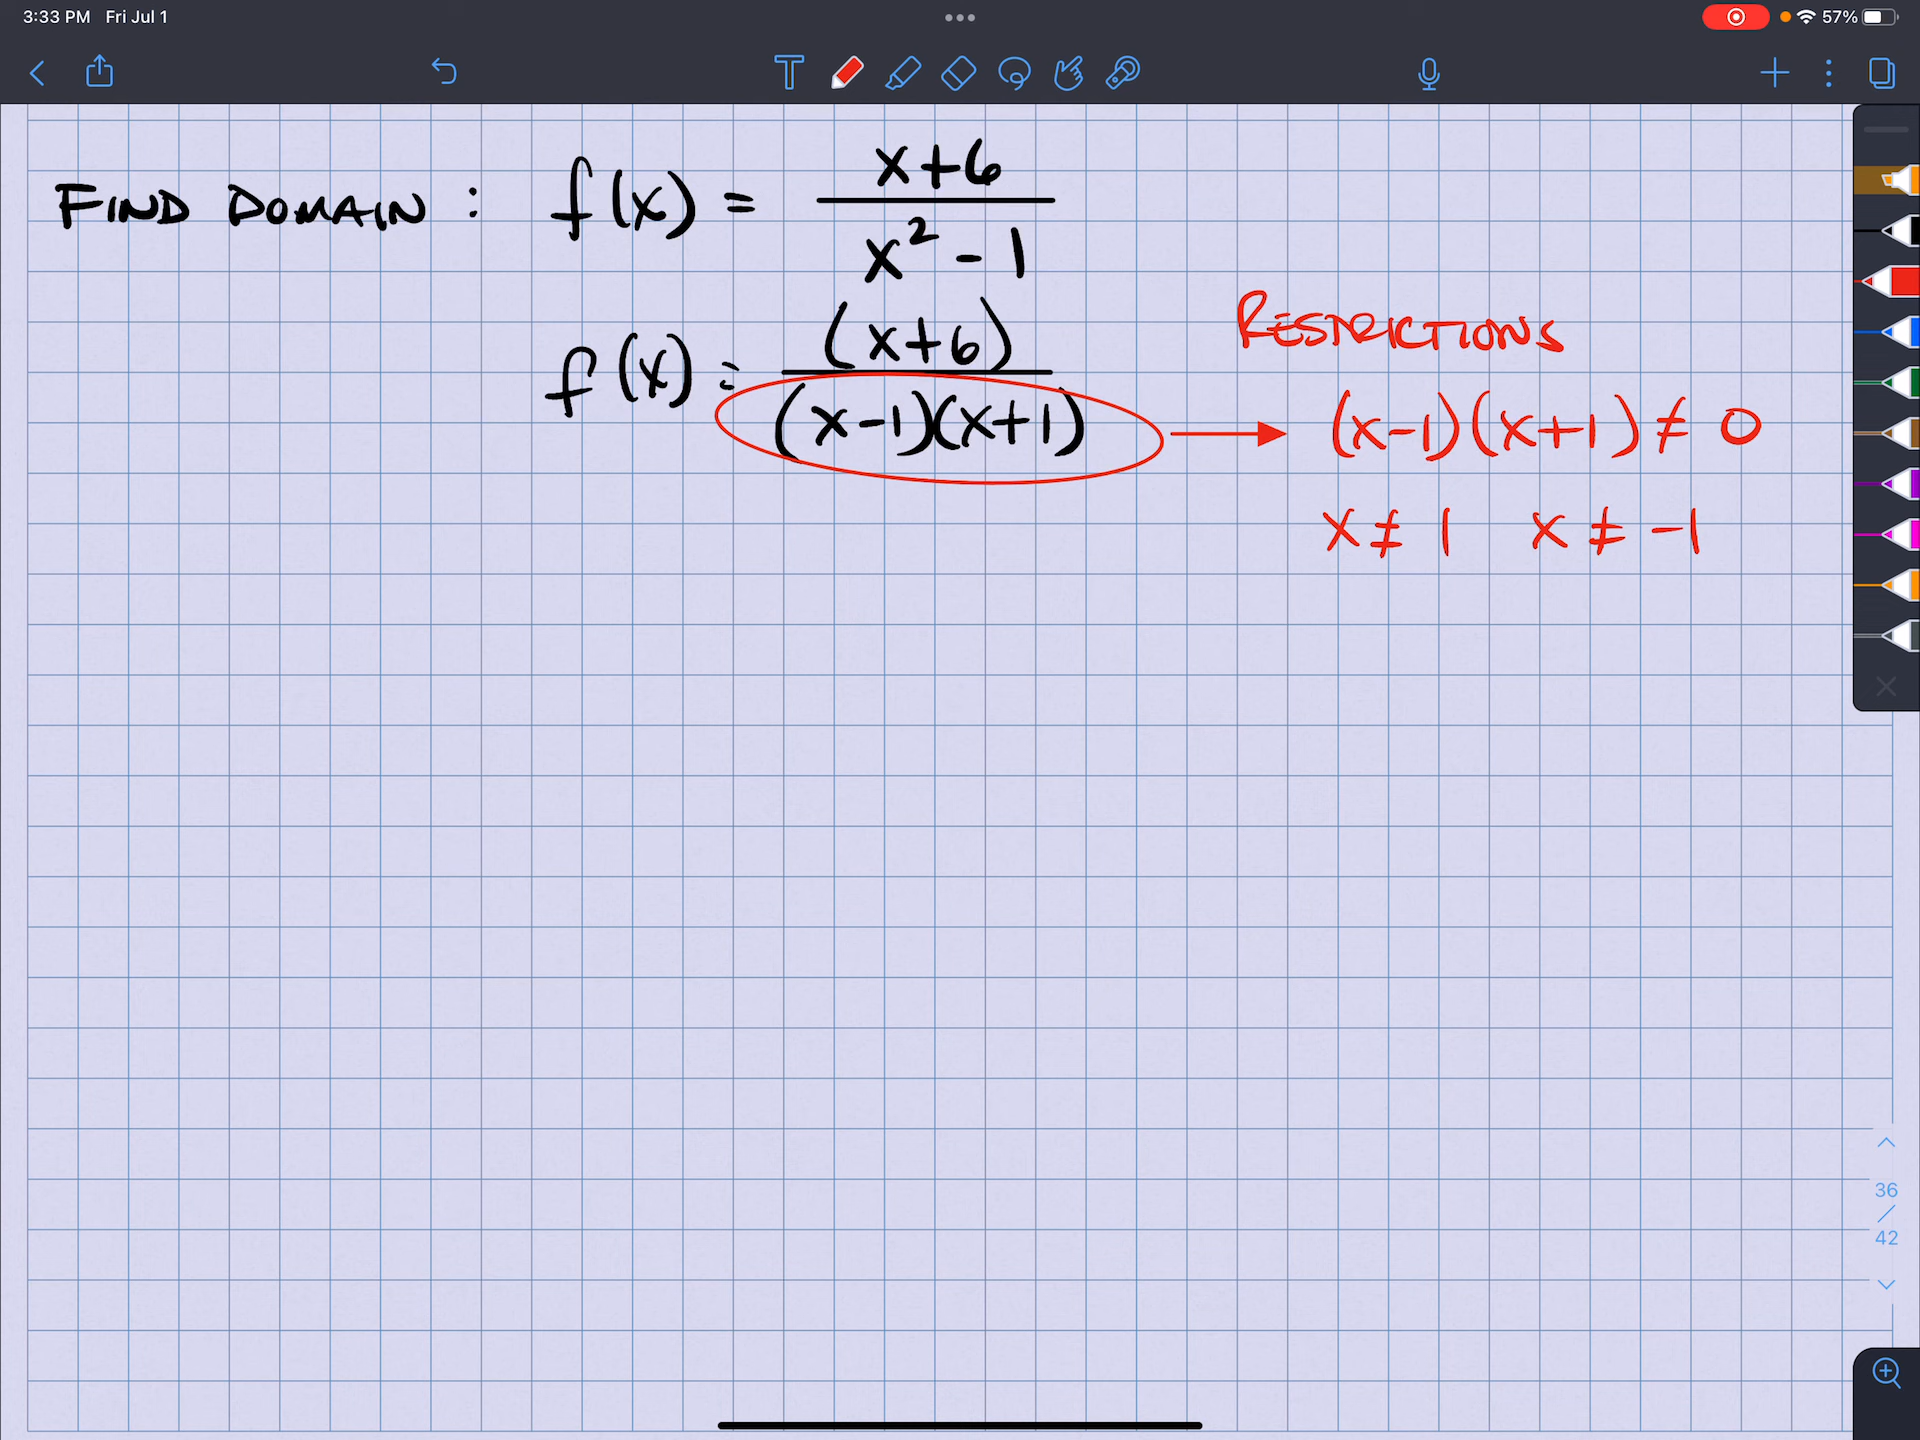 3:33 PM Fri Jul 1
57%
FIND DOMAIN : f(x) = x+6
x² - 1
f(x) = (x+6)
(x-1)(x+1)
RESTRICTIONS
(x-1)(x+1) ≠ 0
x ≠ 1 x ≠ -1
36
/
42